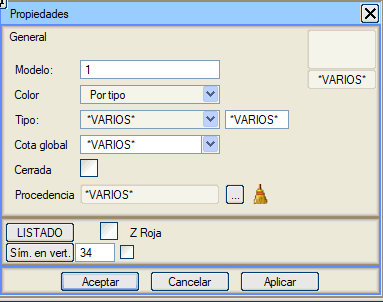 Propiedades
General
*VARIOS*
Modelo: 1
Color Por tipo
Tipo: *VARIOS* *VARIOS*
Cota global *VARIOS*
Cerrada
Procedencia *VARIOS* ...
LISTADO Z Roja
Sím. en vert. 34
Aceptar Cancelar Aplicar